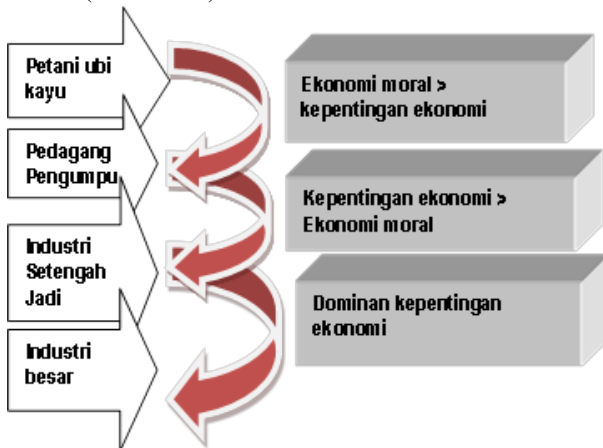 Petani ubi
kayu
Ekonomi moral >
kepentingan ekonomi
Pedagang
Pengumpu
Kepentingan ekonomi >
Ekonomi moral
Industri
Setengah
Jadi
Dominan kepentingan
ekonomi
Industri
besar